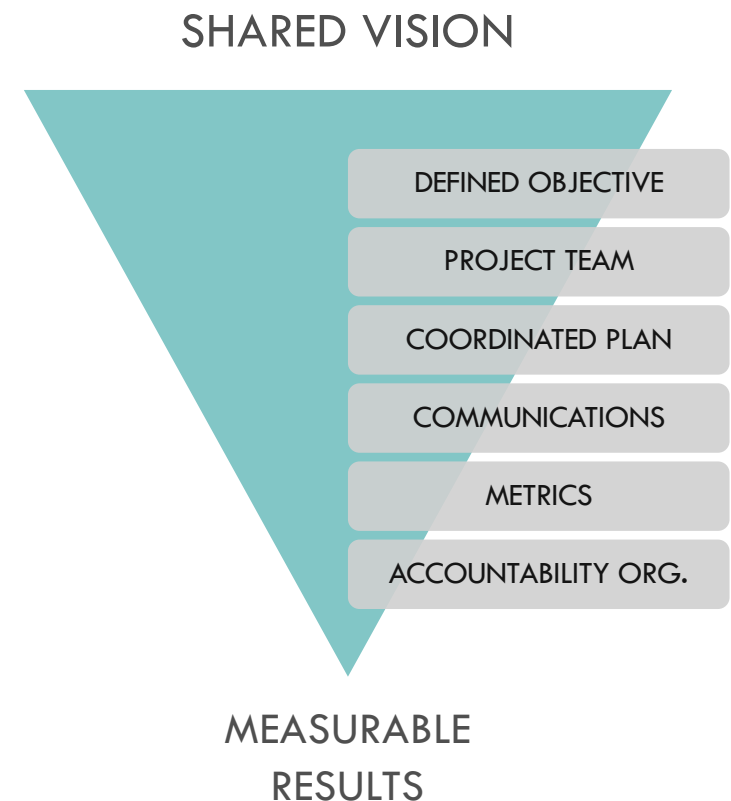 SHARED VISION
DEFINED OBJECTIVE
PROJECT TEAM
COORDINATED PLAN
COMMUNICATIONS
METRICS
ACCOUNTABILITY ORG.
MEASURABLE
RESULTS